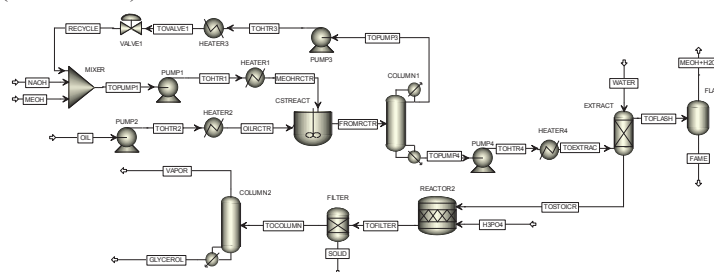 RECYCLE
TOVALVE1
TOHTR3
TOPUMP3
VALVE1
HEATER3
PUMP3
MIXER
PUMP1
HEATER1
COLUMN1
NAOH
TOPUMP1
TOHTR1
MEOHRCTR
MEOH
CSTREACT
PUMP2
HEATER2
OIL
TOHTR2
OILRCTR
FROMRCTR
TOPUMP4
PUMP4
TOHTR4
HEATER4
TOEXTRAC
WATER
EXTRACT
TOFLASH
MEOH+H2O
FLA
FAME
VAPOR
COLUMN2
FILTER
REACTOR2
TOSTOICR
H3PO4
TOFILTER
TOCOLUMN
SOLID
GLYCEROL